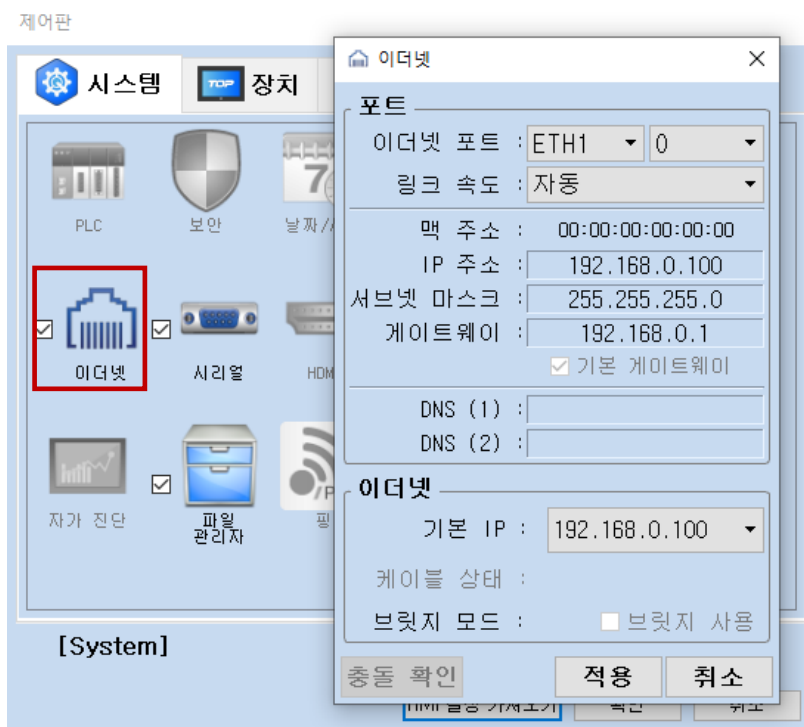 제어판
시스템
TOP 장치
PLC
보안
날짜/
이더넷
시리얼
HDM
자가 진단
파일
관리자
핑
[System]
이더넷
포트
이더넷 포트 : ETH1 0
링크 속도 : 자동
맥 주소 : 00:00:00:00:00:00
IP 주소 : 192.168.0.100
서브넷 마스크 : 255.255.255.0
게이트웨이 : 192.168.0.1
기본 게이트웨이
DNS (1) :
DNS (2) :
이더넷
기본 IP : 192.168.0.100
케이블 상태 :
브릿지 모드 : 브릿지 사용
충돌 확인 적용 취소
확인 취소